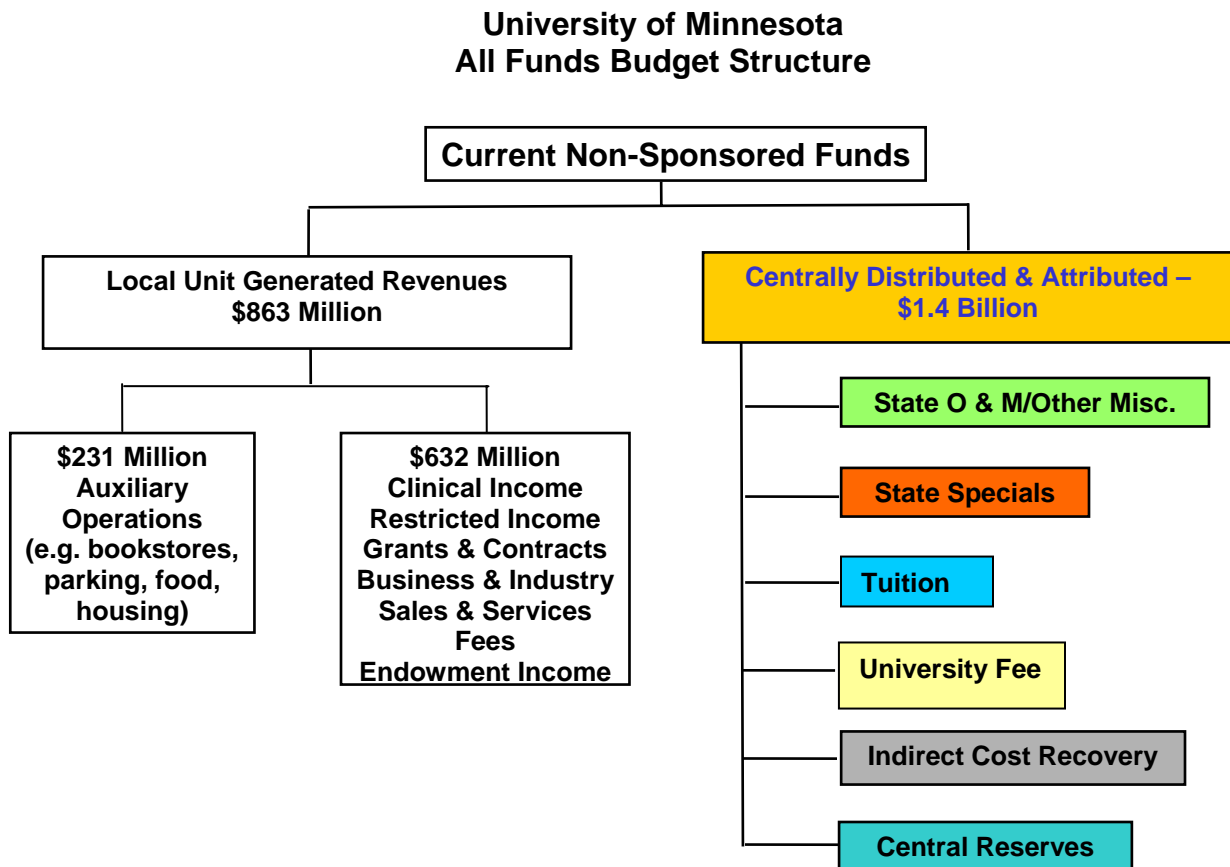 University of Minnesota
All Funds Budget Structure
Current Non-Sponsored Funds
Local Unit Generated Revenues
$863 Million
Centrally Distributed & Attributed –
$1.4 Billion
$231 Million
Auxiliary
Operations
(e.g. bookstores,
parking, food,
housing)
$632 Million
Clinical Income
Restricted Income
Grants & Contracts
Business & Industry
Sales & Services
Fees
Endowment Income
State O & M/Other Misc.
State Specials
Tuition
University Fee
Indirect Cost Recovery
Central Reserves